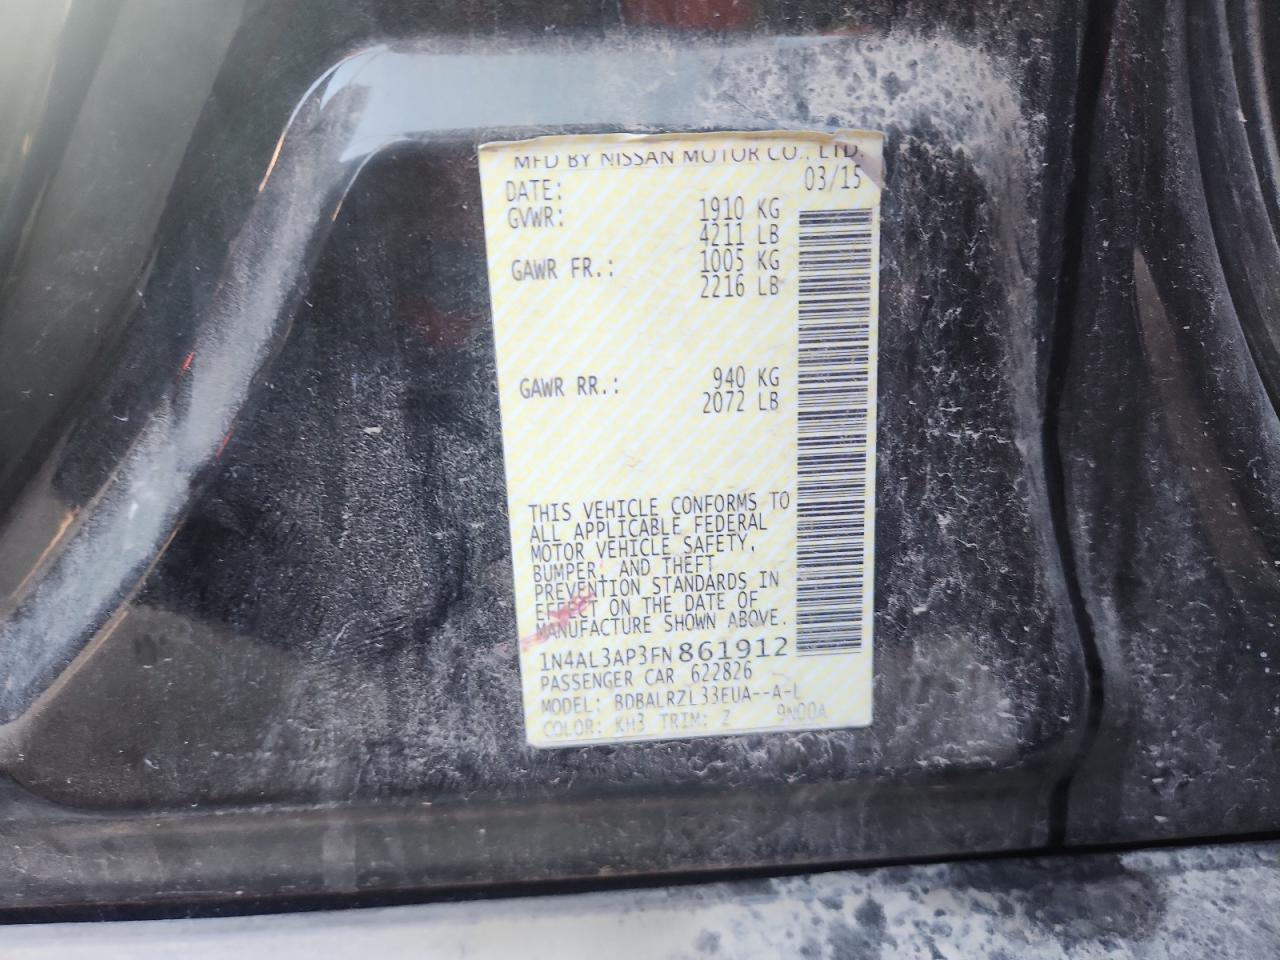 MFD BY NISSAN MOTOR CO., LTD.
DATE: 03/15
GVWR: 1910 KG
4211 LB
GAWR FR.: 1005 KG
2216 LB
GAWR RR.: 940 KG
2072 LB
THIS VEHICLE CONFORMS TO
ALL APPLICABLE FEDERAL
MOTOR VEHICLE SAFETY,
BUMPER, AND THEFT
PREVENTION STANDARDS IN
EFFECT ON THE DATE OF
MANUFACTURE SHOWN ABOVE.
1N4AL3AP3FN861912
PASSENGER CAR 622826
MODEL: BDBALRZL33EUA--A-L
COLOR: KH3 TRIM: Z 9N00A